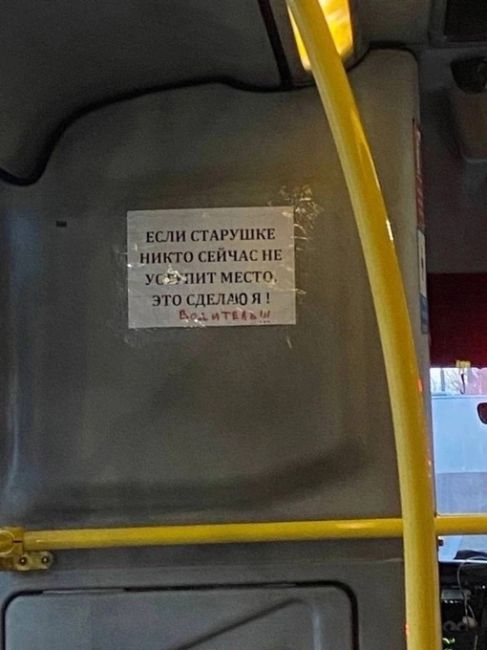 ЕСЛИ СТАРУШКЕ
НИКТО СЕЙЧАС НЕ
УСТУПИТ МЕСТО,
ЭТО СДЕЛАЮ Я !
ВОДИТЕЛЬ!!!